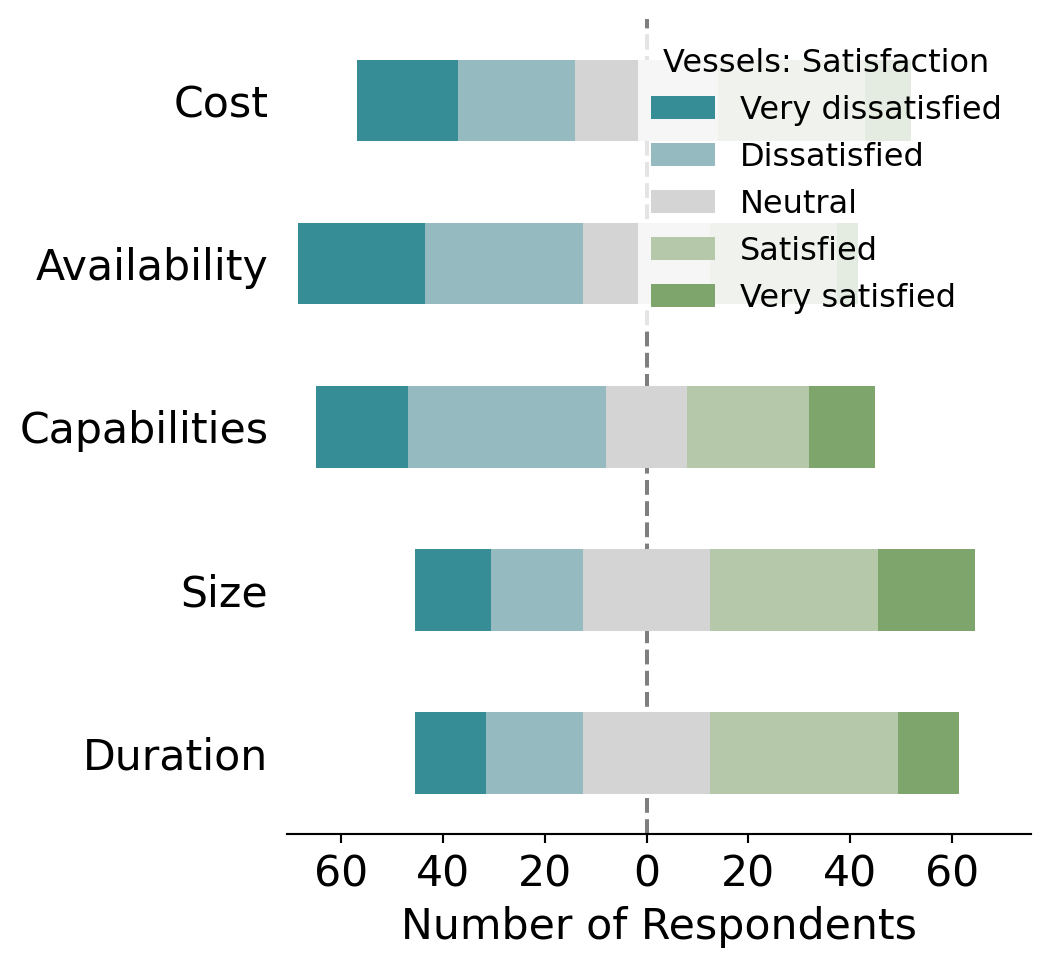 Vessels: Satisfaction
Very dissatisfied
Dissatisfied
Neutral
Satisfied
Very satisfied
Cost
Availability
Capabilities
Size
Duration
60 40 20 0 20 40 60
Number of Respondents